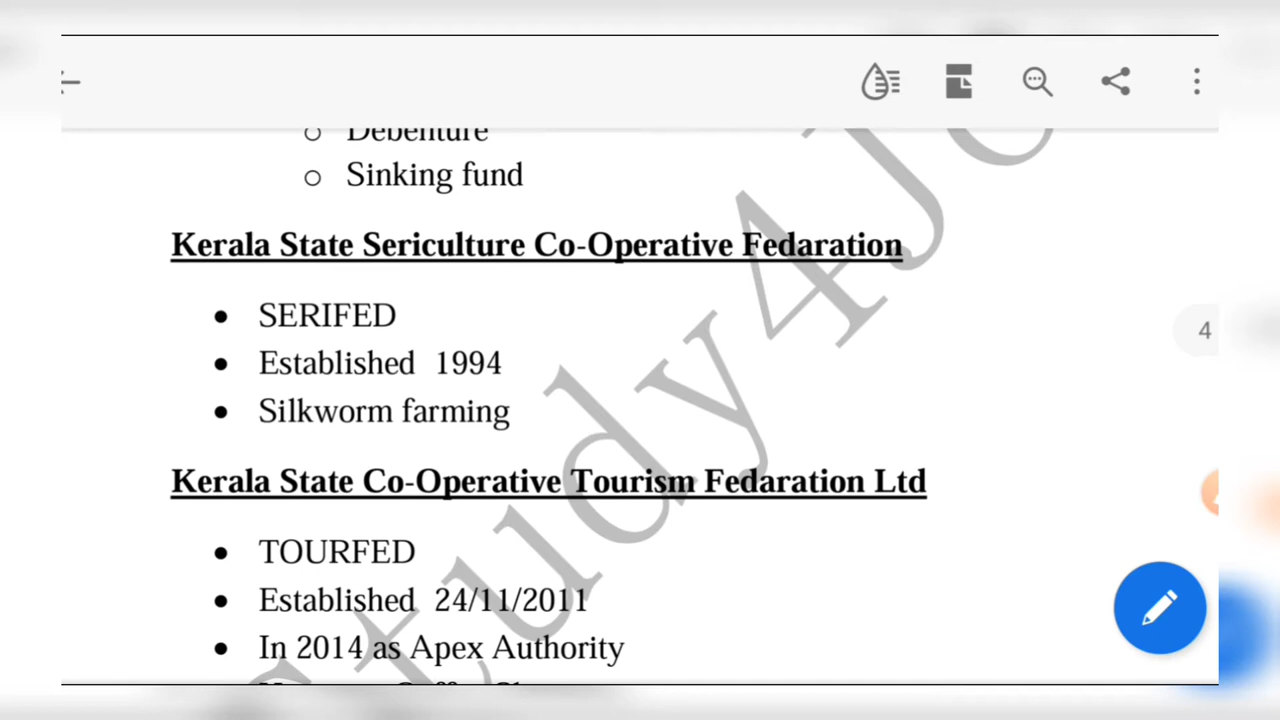 Debenture
Sinking fund
Kerala State Sericulture Co-Operative Fedaration
SERIFED
Established 1994
4
Silkworm farming
Kerala State Co-Operative Tourism Fedaration Ltd
TOURFED
Established 24/11/2011
In 2014 as Apex Authority